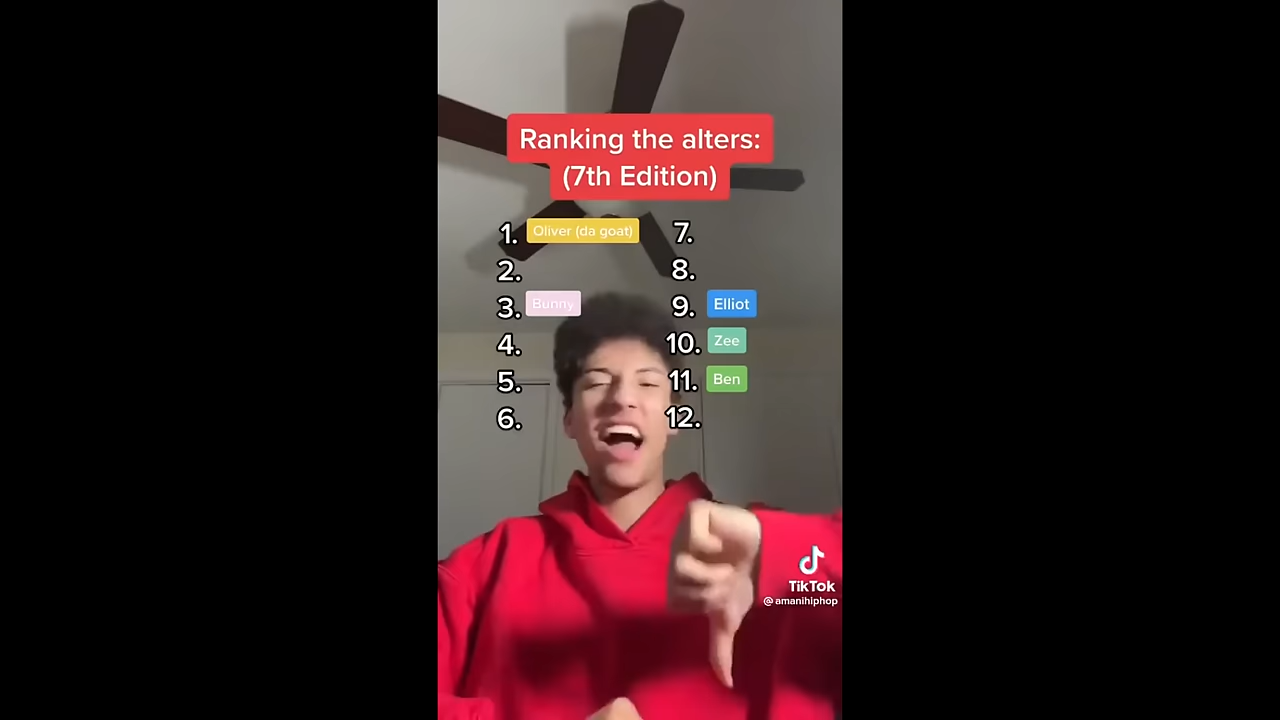 Ranking the alters:
(7th Edition)
1. Oliver (da goat)
2.
3. Bunny
4.
5.
6.
7.
8.
9. Elliot
10. Zee
11. Ben
12.
TikTok
@amanihiphop